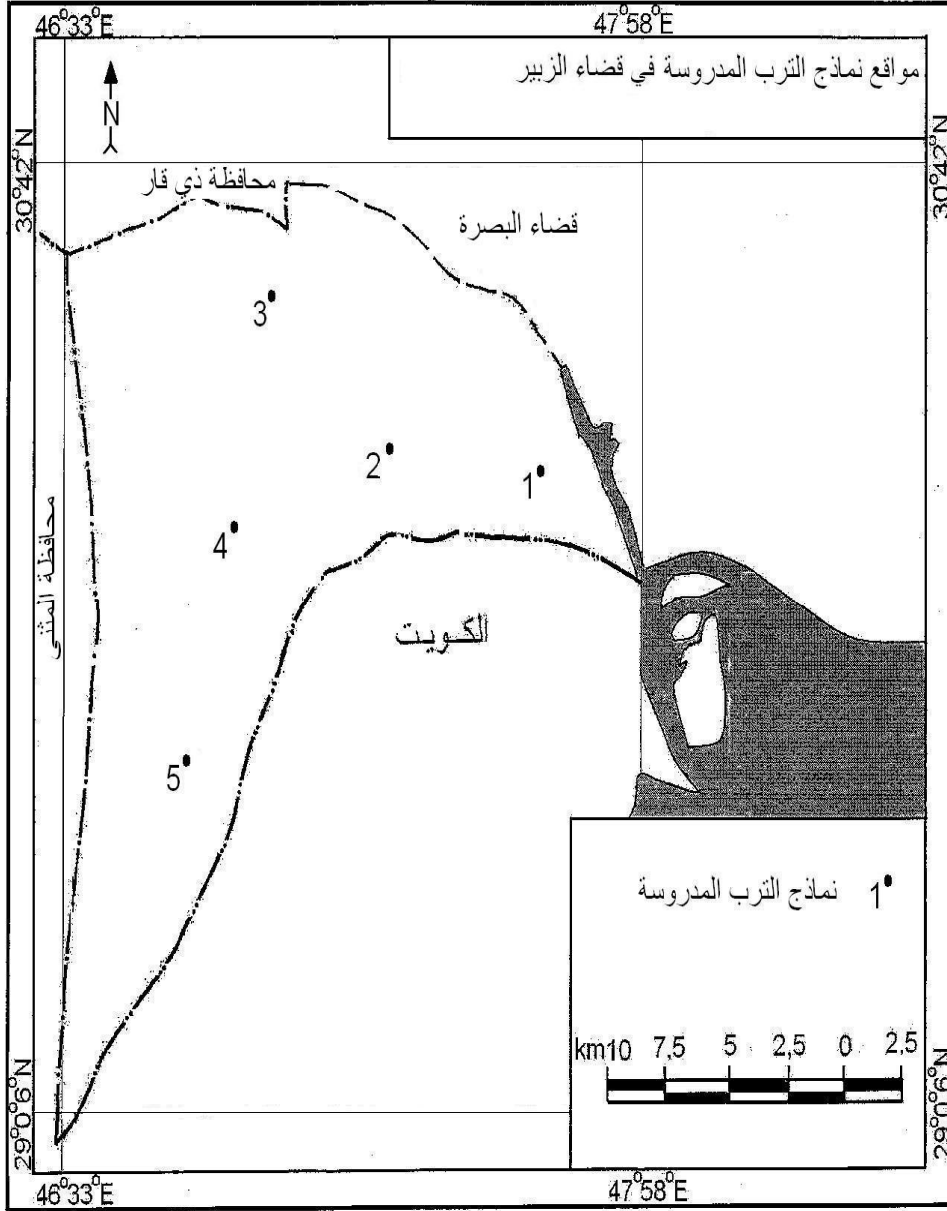 46°33°E
47°58°E
مواقع نماذج الترب المدروسة في قضاء الزبير
N
30°42°N
30°42°N
محافظة ذي قار
قضاء البصرة
3
2
1
4
محافظة المثنى
الكويت
5
1 نماذج الترب المدروسة
km10 7,5 5 2,5 0 2,5
29°0°6°N
29°0°6°N
46°33°E
47°58°E